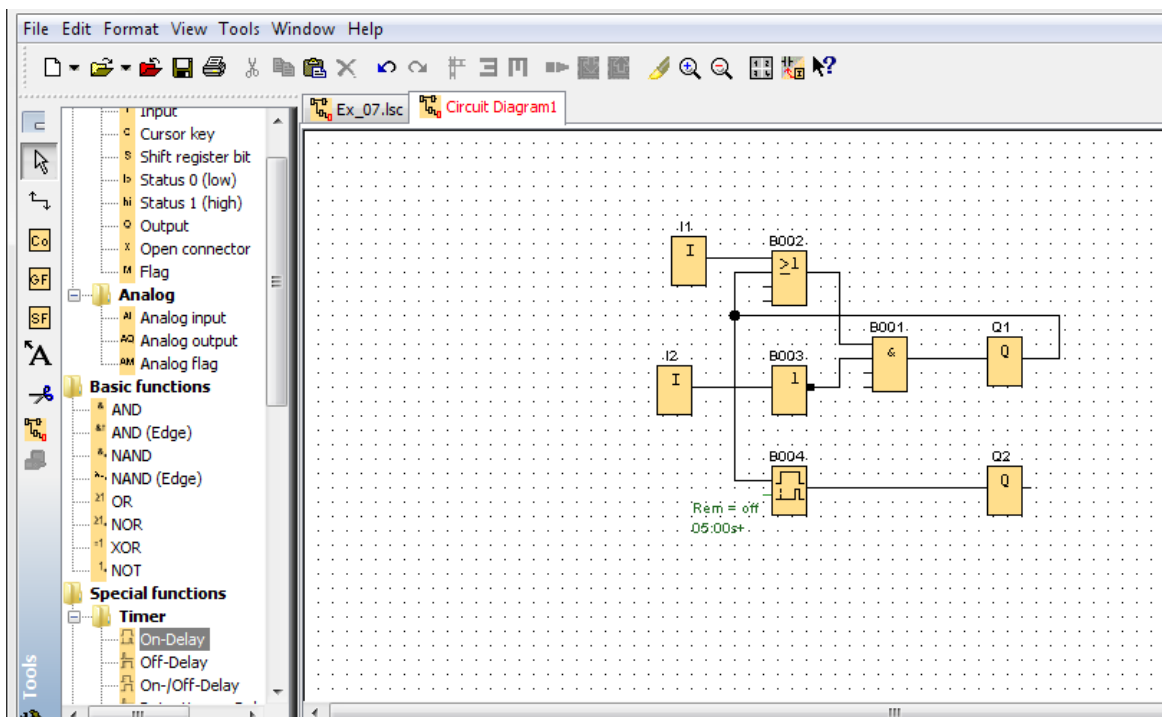 File Edit Format View Tools Window Help
Ex_07.lsc Circuit Diagram1
Input
Cursor key
Shift register bit
Status 0 (low)
Status 1 (high)
Output
Open connector
Flag
Analog
Analog input
Analog output
Analog flag
Basic functions
AND
AND (Edge)
NAND
NAND (Edge)
OR
NOR
XOR
NOT
Special functions
Timer
On-Delay
Off-Delay
On-/Off-Delay
Co
GF
SF
A
Tools
I1
I
B002
≥1
B001
&
Q1
Q
I2
I
B003
1
B004
Rem = off
05:00s+
Q2
Q